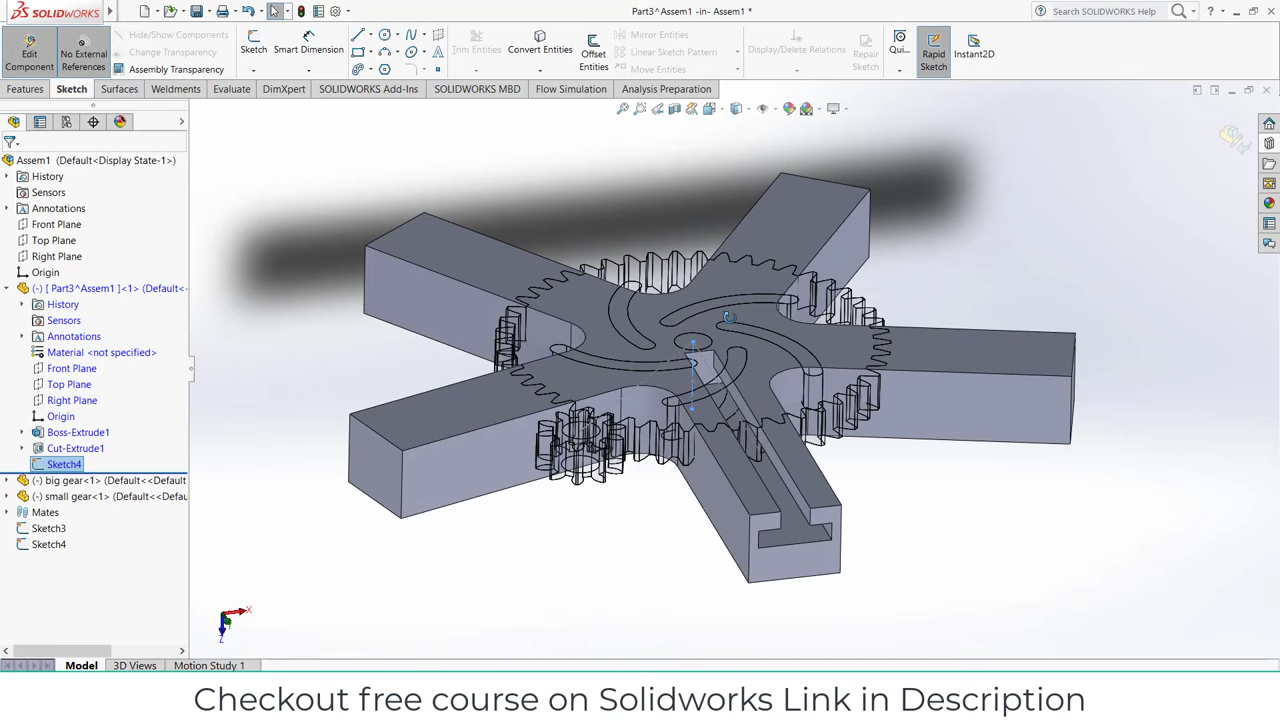 SOLIDWORKS
Part3^Assem1 -in- Assem1 *
Search SOLIDWORKS Help
Edit Component
No External References
Hide/Show Components
Change Transparency
Assembly Transparency
Sketch
Smart Dimension
Trim Entities
Convert Entities
Offset Entities
Mirror Entities
Linear Sketch Pattern
Move Entities
Display/Delete Relations
Repair Sketch
Qui...
Rapid Sketch
Instant2D
Features
Sketch
Surfaces
Weldments
Evaluate
DimXpert
SOLIDWORKS Add-Ins
SOLIDWORKS MBD
Flow Simulation
Analysis Preparation
Assem1 (Default<Display State-1>)
History
Sensors
Annotations
Front Plane
Top Plane
Right Plane
Origin
(-) [ Part3^Assem1 ]<1> (Default<
History
Sensors
Annotations
Material <not specified>
Front Plane
Top Plane
Right Plane
Origin
Boss-Extrude1
Cut-Extrude1
Sketch4
(-) big gear<1> (Default<<Default
(-) small gear<1> (Default<<Defau
Mates
Sketch3
Sketch4
X
Z
Model
3D Views
Motion Study 1
Checkout free course on Solidworks Link in Description